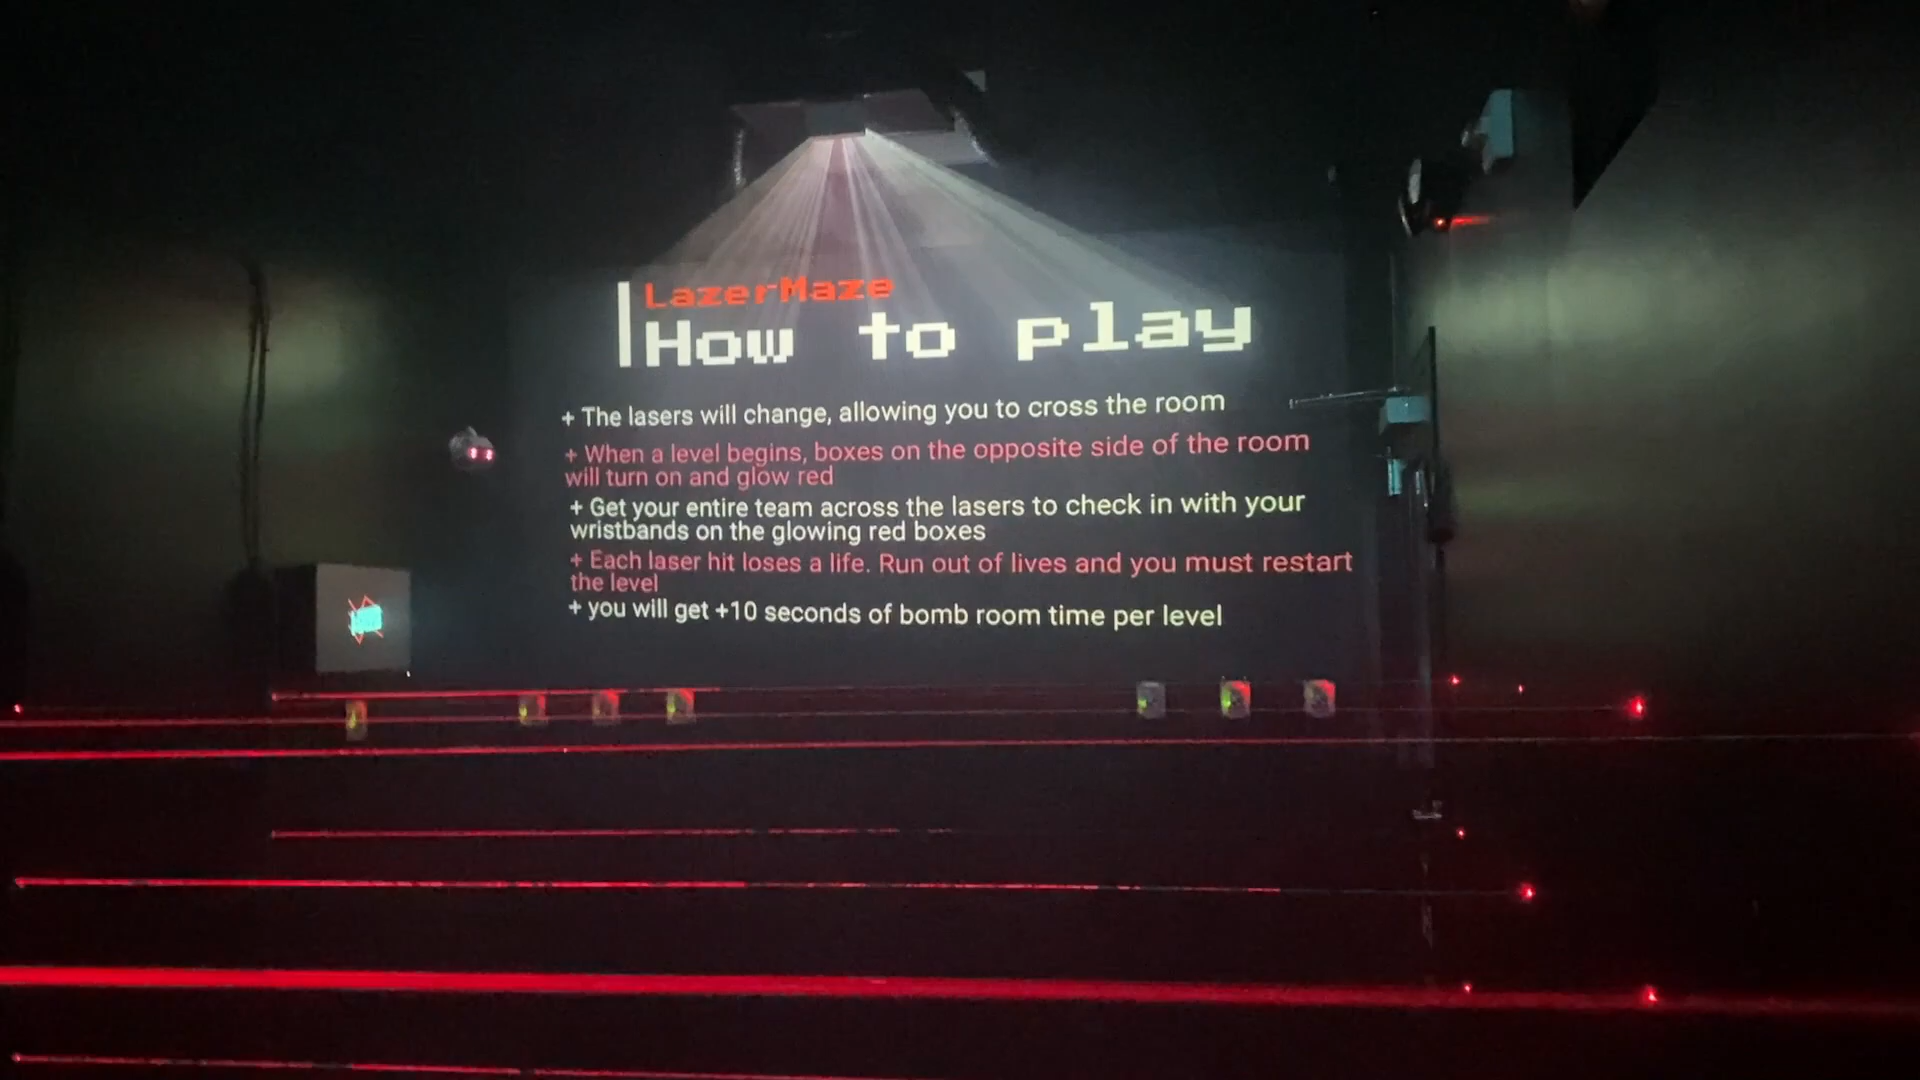 LazerMaze
How to play
+ The lasers will change, allowing you to cross the room
+ When a level begins, boxes on the opposite side of the room
will turn on and glow red
+ Get your entire team across the lasers to check in with your
wristbands on the glowing red boxes
+ Each laser hit loses a life. Run out of lives and you must restart
the level
+ you will get +10 seconds of bomb room time per level